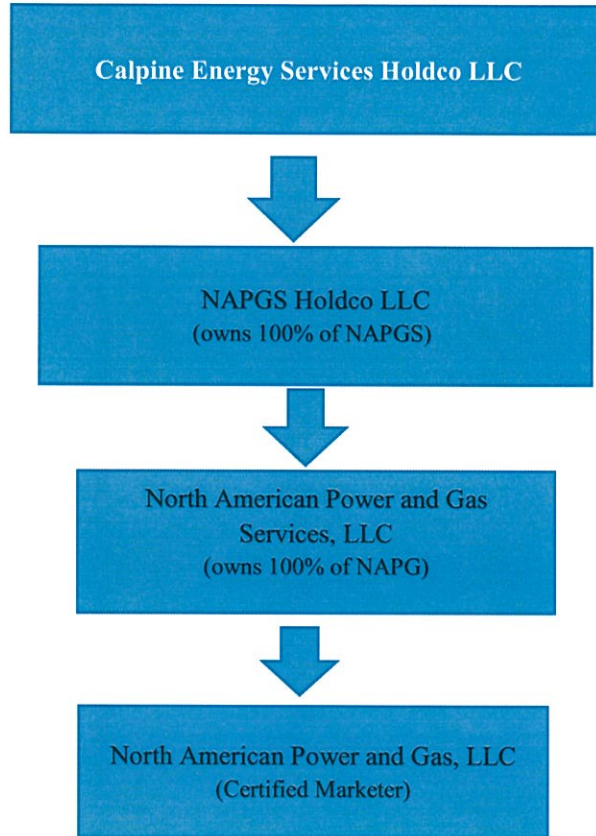 Calpine Energy Services Holdco LLC
NAPGS Holdco LLC
(owns 100% of NAPGS)
North American Power and Gas
Services, LLC
(owns 100% of NAPG)
North American Power and Gas, LLC
(Certified Marketer)